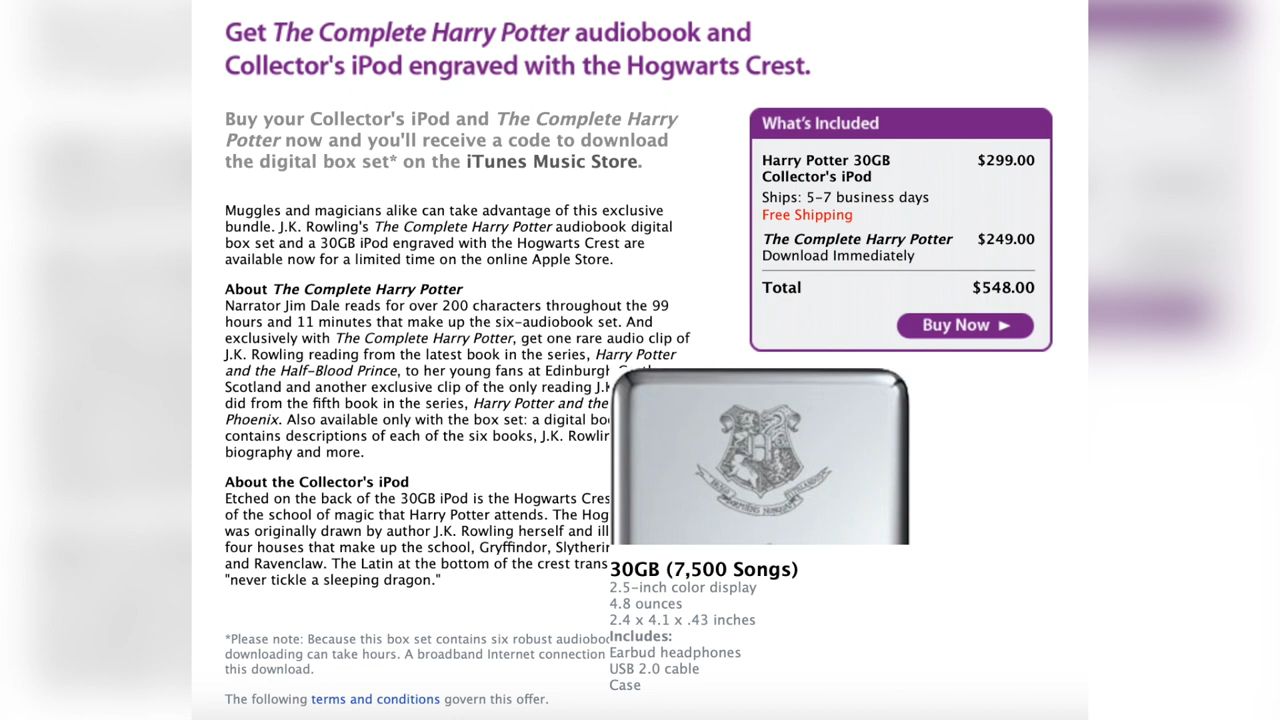 Get The Complete Harry Potter audiobook and
Collector's iPod engraved with the Hogwarts Crest.
Buy your Collector's iPod and The Complete Harry
Potter now and you'll receive a code to download
the digital box set* on the iTunes Music Store.
Muggles and magicians alike can take advantage of this exclusive
bundle. J.K. Rowling's The Complete Harry Potter audiobook digital
box set and a 30GB iPod engraved with the Hogwarts Crest are
available now for a limited time on the online Apple Store.
About The Complete Harry Potter
Narrator Jim Dale reads for over 200 characters throughout the 99
hours and 11 minutes that make up the six-audiobook set. And
exclusively with The Complete Harry Potter, get one rare audio clip of
J.K. Rowling reading from the latest book in the series, Harry Potter
and the Half-Blood Prince, to her young fans at Edinburgh
Scotland and another exclusive clip of the only reading
did from the fifth book in the series, Harry Potter and the
Phoenix. Also available only with the box set: a digital
contains descriptions of each of the six books, J.K.
biography and more.
About the Collector's iPod
Etched on the back of the 30GB iPod is the Hogwarts
of the school of magic that Harry Potter attends. The
was originally drawn by author J.K. Rowling herself and
four houses that make up the school, Gryffindor,
and Ravenclaw. The Latin at the bottom of the crest
"never tickle a sleeping dragon."
*Please note: Because this box set contains six robust
downloading can take hours. A broadband Internet connection
this download.
The following terms and conditions govern this offer.
What's Included
Harry Potter 30GB $299.00
Collector's iPod
Ships: 5-7 business days
Free Shipping
The Complete Harry Potter $249.00
Download Immediately
Total $548.00
Buy Now
30GB (7,500 Songs)
2.5-inch color display
4.8 ounces
2.4 x 4.1 x .43 inches
Includes:
Earbud headphones
USB 2.0 cable
Case